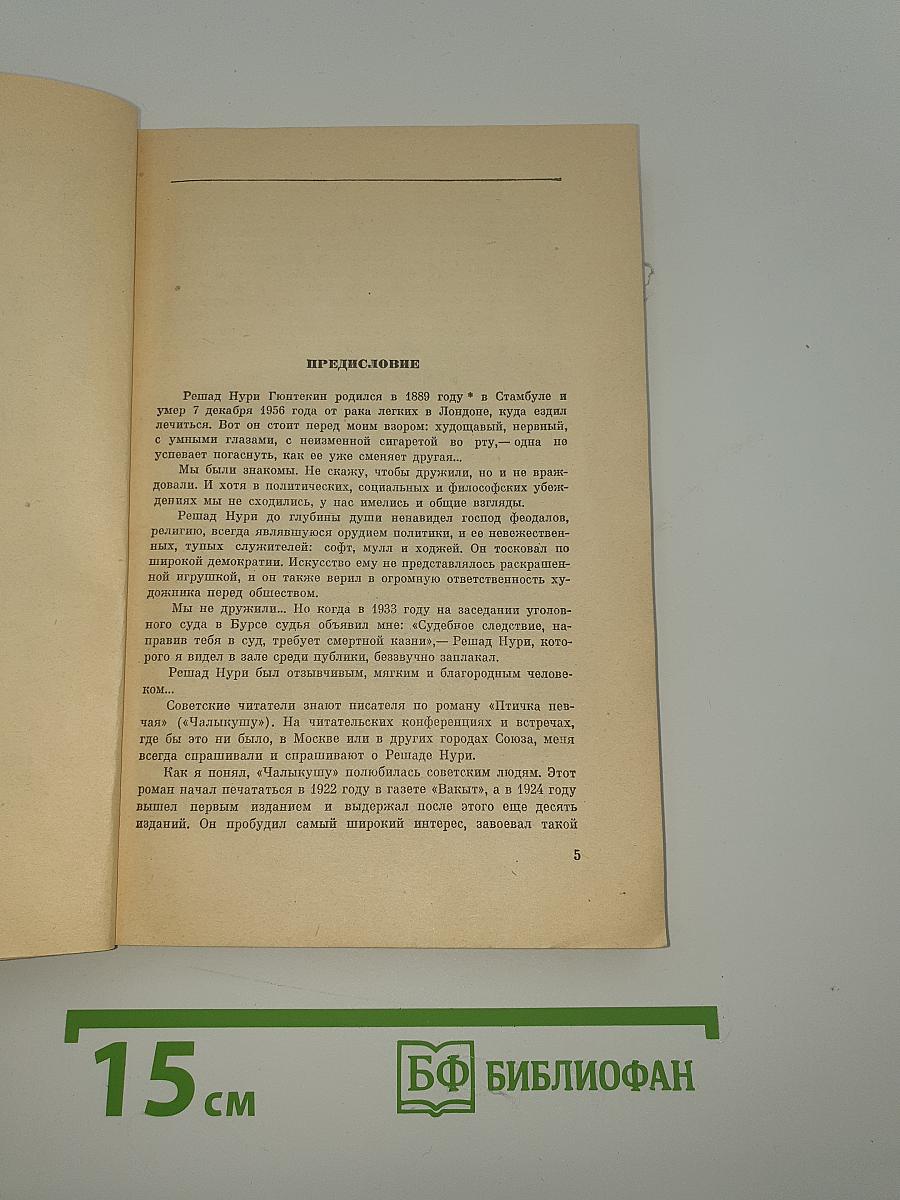 ПРЕДИСЛОВИЕ
Решад Нури Гюнтекин родился в 1889 году * в Стамбуле и
умер 7 декабря 1956 года от рака легких в Лондоне, куда ездил
лечиться. Вот он стоит перед моим взором: худощавый, нервный,
с умными глазами, с неизменной сигаретой во рту,— одна не
успевает погаснуть, как ее уже сменяет другая...
Мы были знакомы. Не скажу, чтобы дружили, но и не враж-
довали. И хотя в политических, социальных и философских убеж-
дениях мы не сходились, у нас имелись и общие взгляды.
Решад Нури до глубины души ненавидел господ феодалов,
религию, всегда являвшуюся орудием политики, и ее невежествен-
ных, тупых служителей: софт, мулл и ходжей. Он тосковал по
широкой демократии. Искусство ему не представлялось раскрашен-
ной игрушкой, и он также верил в огромную ответственность ху-
дожника перед обществом.
Мы не дружили... Но когда в 1933 году на заседании уголов-
ного суда в Бурсе судья объявил мне: «Судебное следствие, на-
правив тебя в суд, требует смертной казни»,— Решад Нури, кото-
рого я видел в зале среди публики, беззвучно заплакал.
Решад Нури был отзывчивым, мягким и благородным челове-
ком...
Советские читатели знают писателя по роману «Птичка пев-
чая» («Чалыкушу»). На читательских конференциях и встречах,
где бы это ни было, в Москве или в других городах Союза, меня
всегда спрашивали и спрашивают о Решаде Нури.
Как я понял, «Чалыкушу» полюбилась советским людям. Этот
роман начал печататься в 1922 году в газете «Вакыт», а в 1924 году
вышел первым изданием и выдержал после этого еще десять
изданий. Он пробудил самый широкий интерес, завоевал такой
5
15 см
БФ БИБЛИОФАН